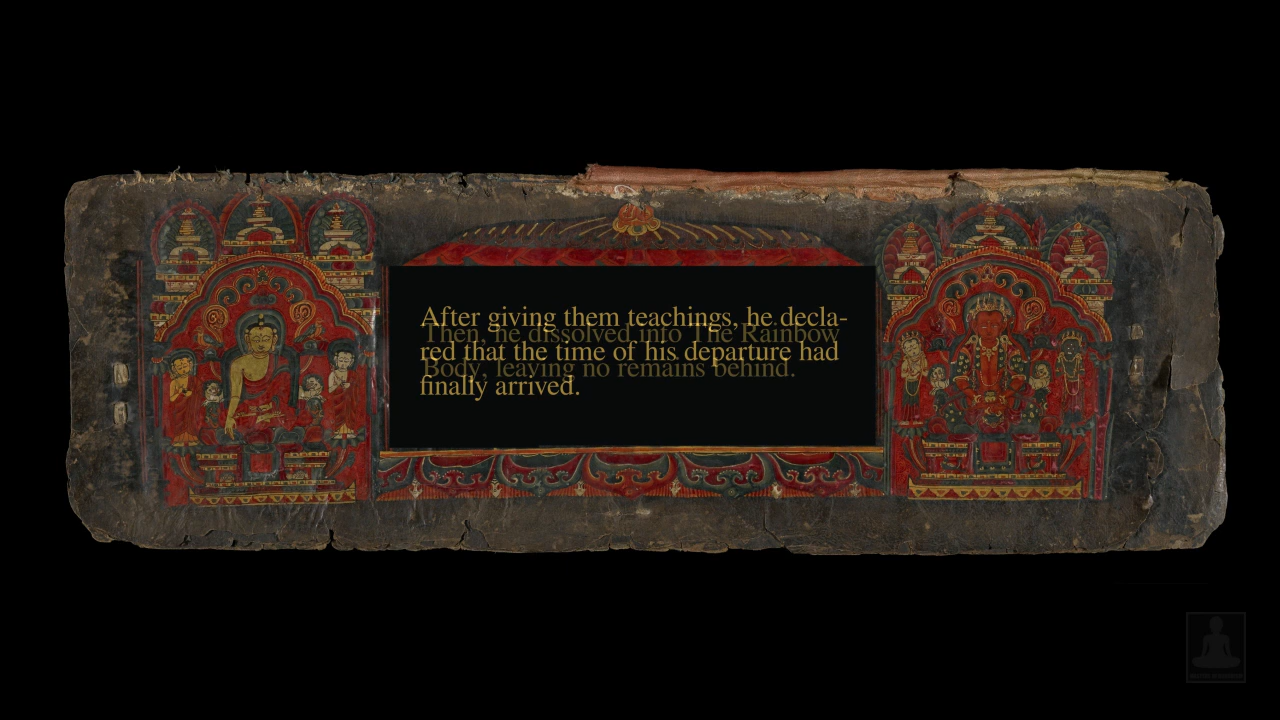 After giving them teachings, he decla-
red that the time of his departure had
finally arrived.
Then, he dissolved into The Rainbow
Body, leaving no remains behind.